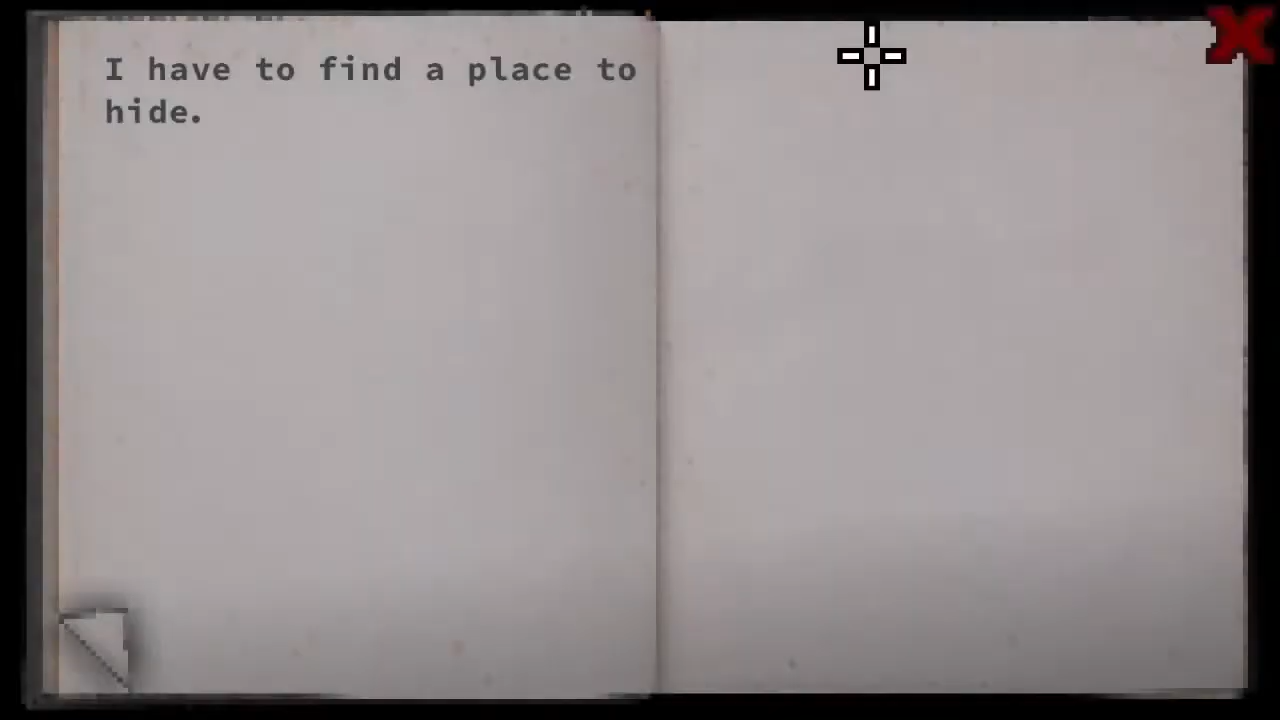 I have to find a place to
hide.